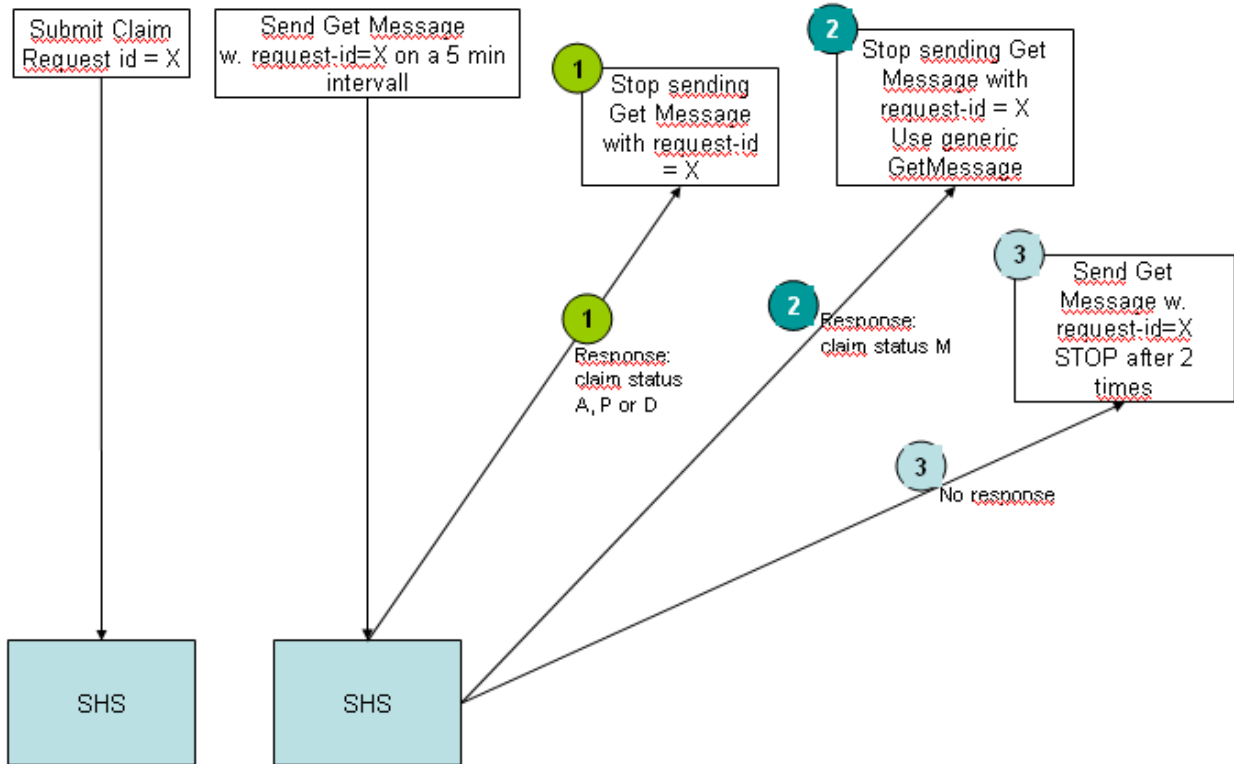 Submit Claim
Request id = X
Send Get Message
w. request-id=X on a 5 min
intervall
1
Stop sending
Get Message
with request-id
= X
2
Stop sending Get
Message with
request-id = X
Use generic
GetMessage
3
Send Get
Message w.
request-id=X
STOP after 2
times
1
Response:
claim status
A, P or D
2
Response:
claim status M
3
No response
SHS
SHS